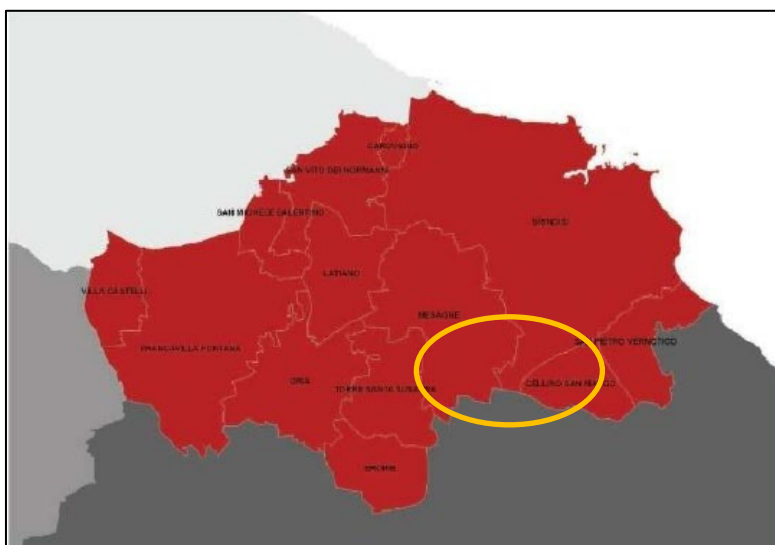 CAROVIGNO
SAN VITO DEI NORMANNI
SAN MICHELE SALENTINO
BRINDISI
LATIANO
VILLA CASTELLI
MESAGNE
SAN PIETRO VERNOTICO
FRANCAVILLA FONTANA
ORIA
TORRE SANTA SUSANNA
CELLINO SAN MARCO
ERCHIE